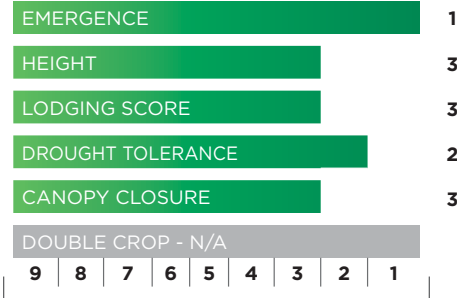 EMERGENCE 1
HEIGHT 3
LODGING SCORE 3
DROUGHT TOLERANCE 2
CANOPY CLOSURE 3
DOUBLE CROP - N/A
9 8 7 6 5 4 3 2 1